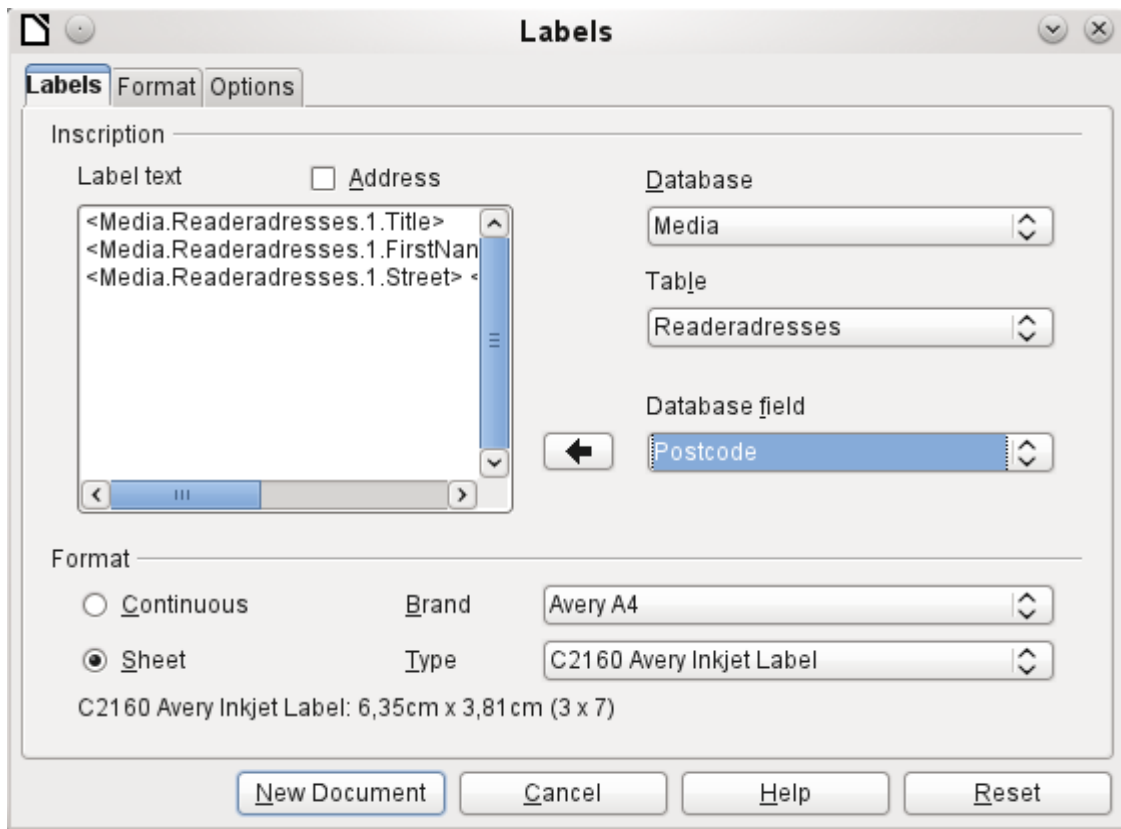 Labels
Labels Format Options
Inscription
Label text Address
<Media.Readeradresses.1.Title>
<Media.Readeradresses.1.FirstNan
<Media.Readeradresses.1.Street> <
Database
Media
Table
Readeradresses
Database field
Postcode
Format
Continuous Brand Avery A4
Sheet Type C2160 Avery Inkjet Label
C2160 Avery Inkjet Label: 6,35cm x 3,81cm (3 x 7)
New Document Cancel Help Reset